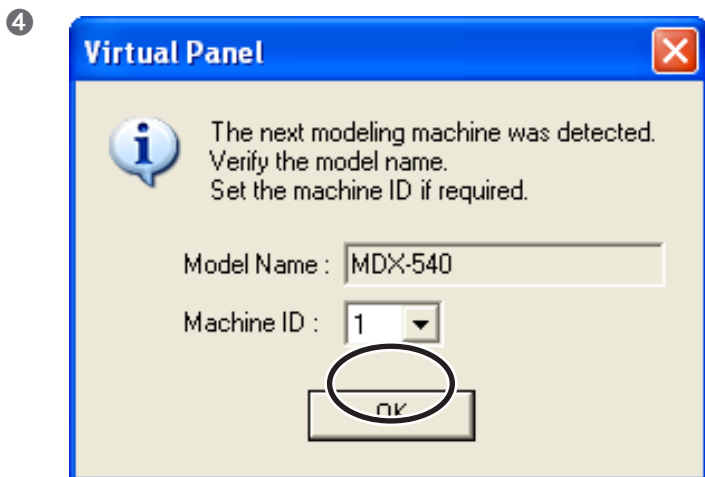 4
Virtual Panel
The next modeling machine was detected.
Verify the model name.
Set the machine ID if required.
Model Name : MDX-540
Machine ID : 1
OK